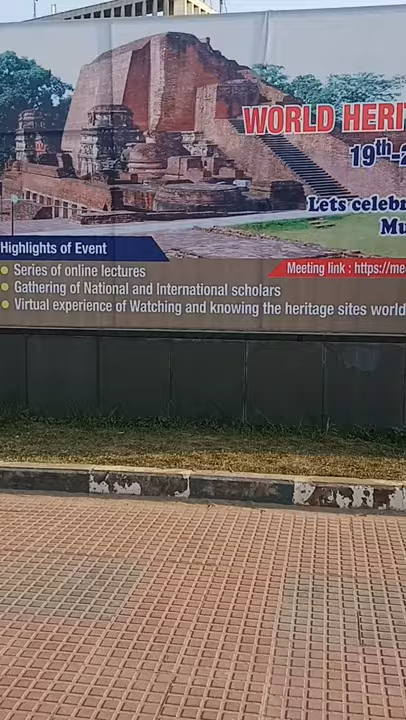 WORLD HERIT
19th-2
Lets celebr
Mu
Highlights of Event
Meeting link : https://me
Series of online lectures
Gathering of National and International scholars
Virtual experience of Watching and knowing the heritage sites world